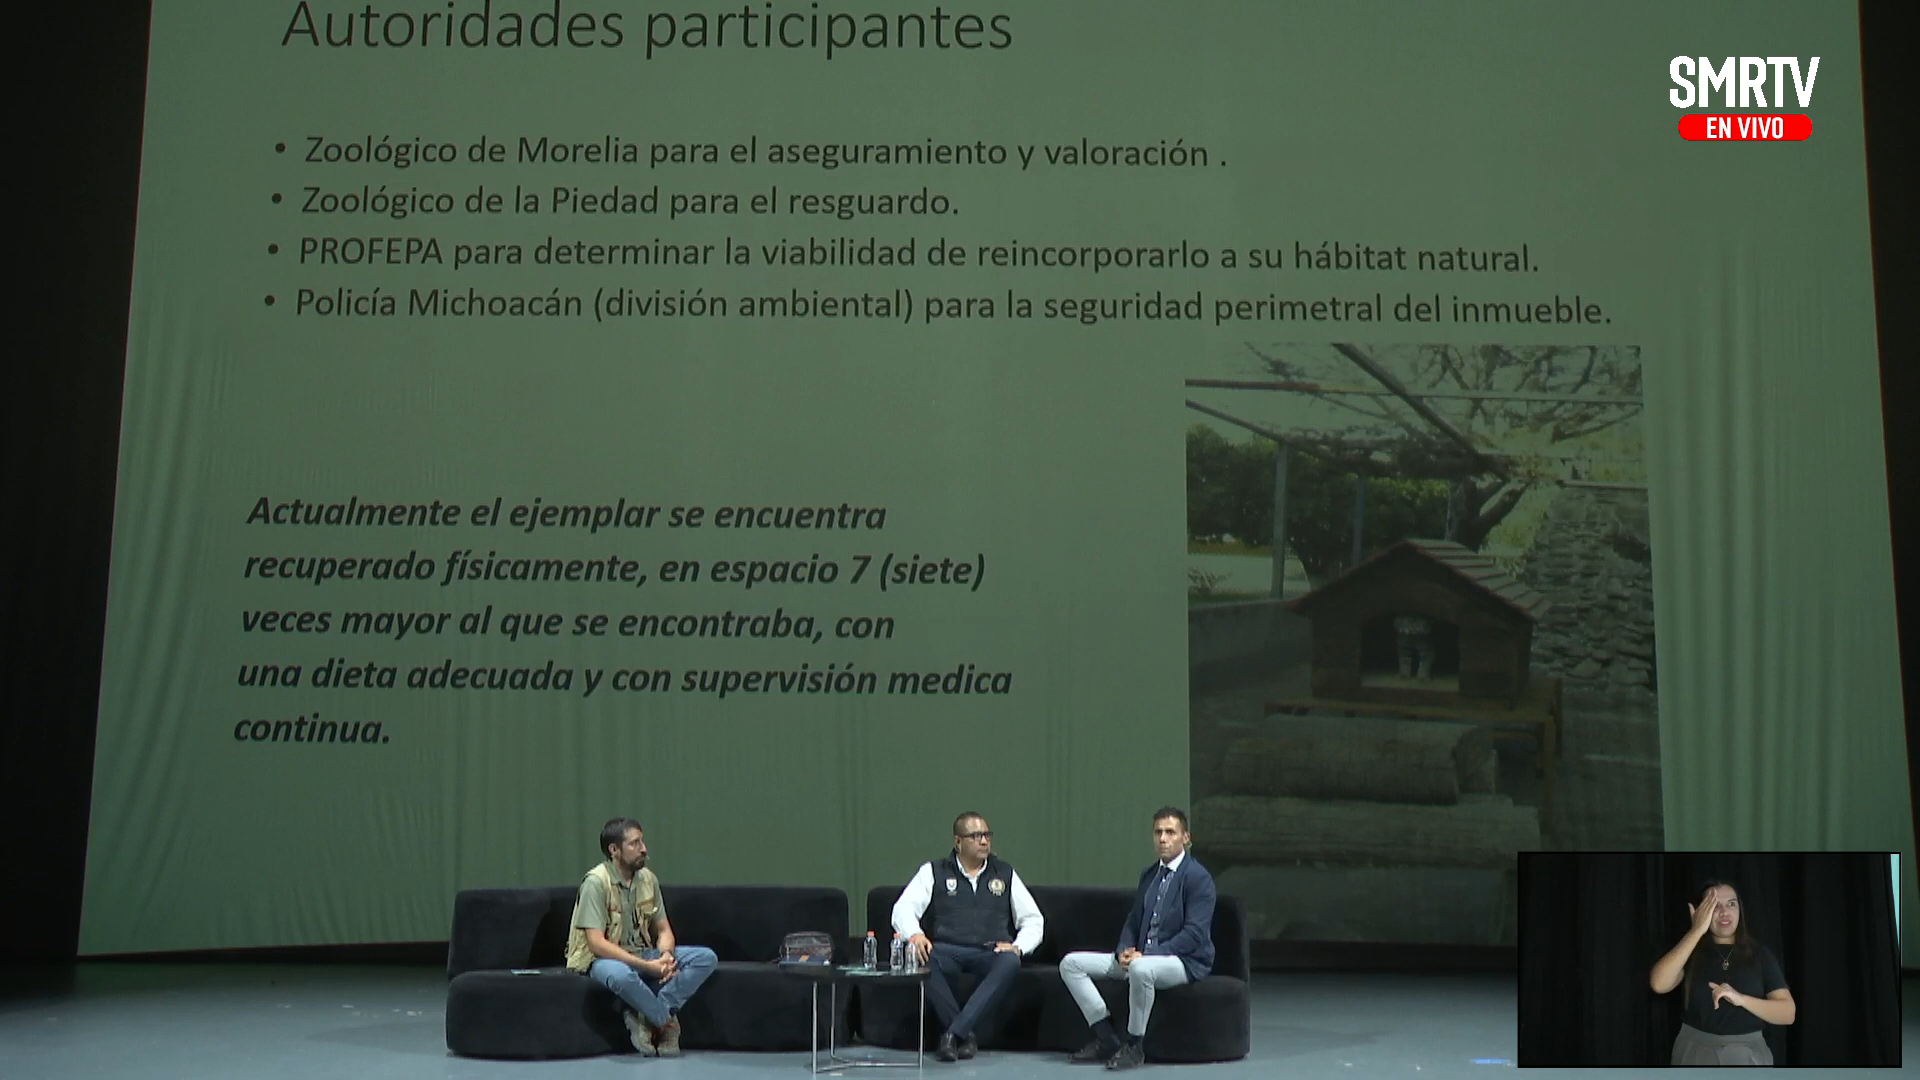 Autoridades participantes
SMRTV
EN VIVO
• Zoológico de Morelia para el aseguramiento y valoración .
• Zoológico de la Piedad para el resguardo.
• PROFEPA para determinar la viabilidad de reincorporarlo a su hábitat natural.
• Policía Michoacán (división ambiental) para la seguridad perimetral del inmueble.
Actualmente el ejemplar se encuentra
recuperado físicamente, en espacio 7 (siete)
veces mayor al que se encontraba, con
una dieta adecuada y con supervisión medica
continua.